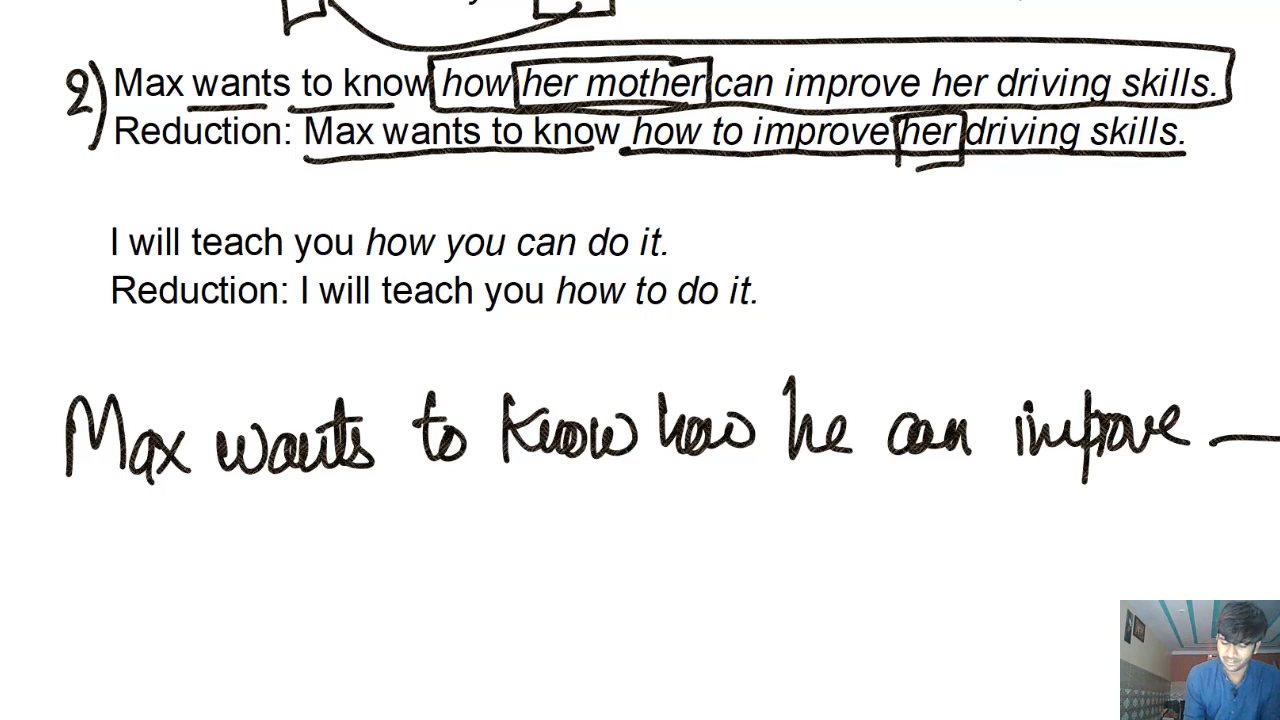 2) Max wants to know how her mother can improve her driving skills.
Reduction: Max wants to know how to improve her driving skills.
I will teach you how you can do it.
Reduction: I will teach you how to do it.
Max wants to know how he can improve —